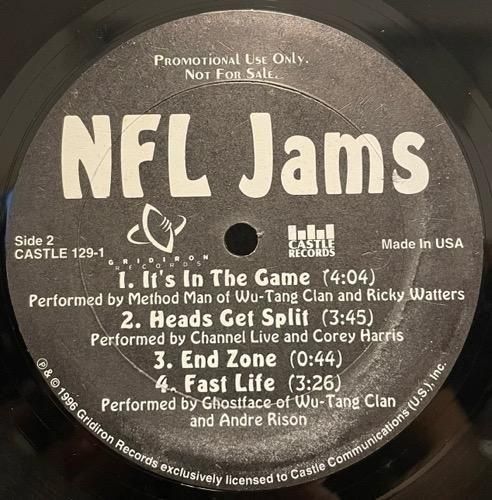 Promotional Use Only.
Not For Sale.
NFL Jams
Side 2
CASTLE 129-1
GRIDIRON
RECORDS
CASTLE
RECORDS
Made In USA
1. It's In The Game (4:04)
Performed by Method Man of Wu-Tang Clan and Ricky Watters
2. Heads Get Split (3:45)
Performed by Channel Live and Corey Harris
3. End Zone (0:44)
4. Fast Life (3:26)
Performed by Ghostface of Wu-Tang Clan
and Andre Rison
℗ & © 1996 Gridiron Records exclusively licensed to Castle Communications (U.S.), Inc.